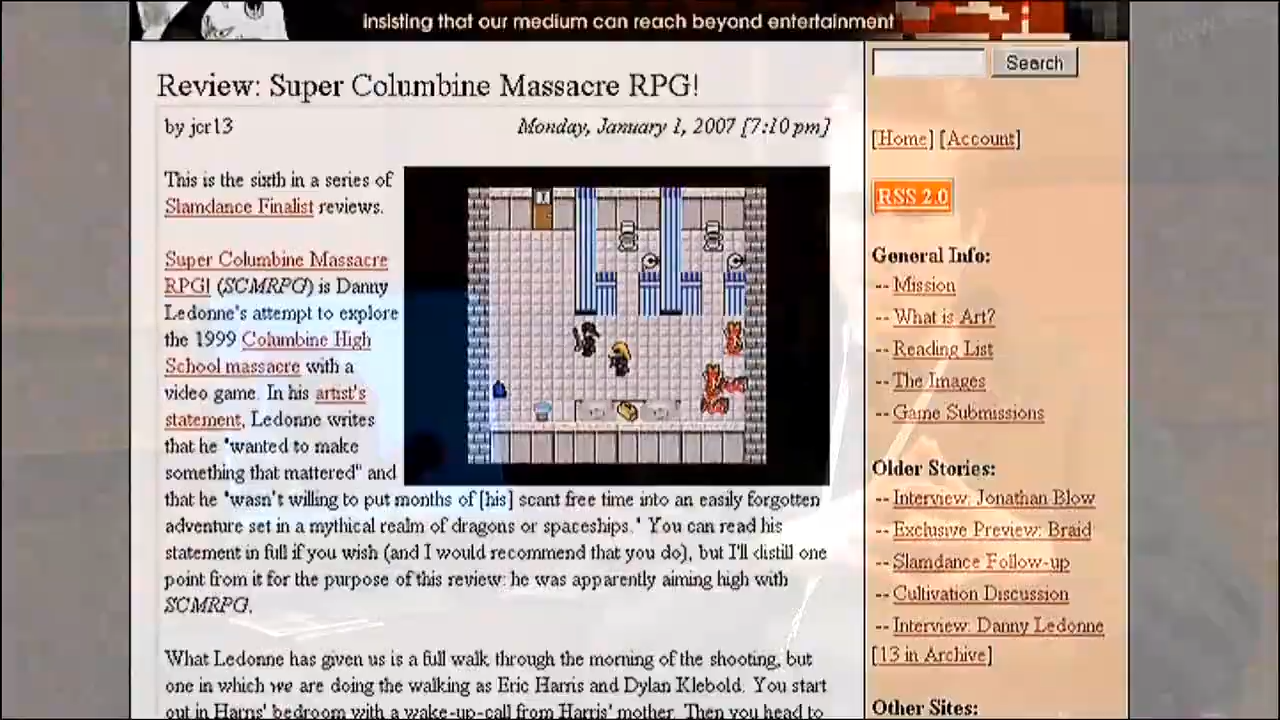 insisting that our medium can reach beyond entertainment
Review: Super Columbine Massacre RPG!
by jcr13
Monday, January 1, 2007 [7:10 pm]
This is the sixth in a series of
Slamdance Finalist reviews.
Super Columbine Massacre
RPG! (SCMRPG) is Danny
Ledonne's attempt to explore
the 1999 Columbine High
School massacre with a
video game. In his artist's
statement, Ledonne writes
that he "wanted to make
something that mattered" and
that he "wasn't willing to put months of [his] scant free time into an easily forgotten
adventure set in a mythical realm of dragons or spaceships." You can read his
statement in full if you wish (and I would recommend that you do), but I'll distill one
point from it for the purpose of this review: he was apparently aiming high with
SCMRPG.
What Ledonne has given us is a full walk through the morning of the shooting, but
one in which we are doing the walking as Eric Harris and Dylan Klebold. You start
out in Harris' bedroom with a wake-up-call from Harris' mother. Then you head to
Search
[Home] [Account]
RSS 2.0
General Info:
-- Mission
-- What is Art?
-- Reading List
-- The Images
-- Game Submissions
Older Stories:
-- Interview: Jonathan Blow
-- Exclusive Preview: Braid
-- Slamdance Follow-up
-- Cultivation Discussion
-- Interview: Danny Ledonne
[13 in Archive]
Other Sites: